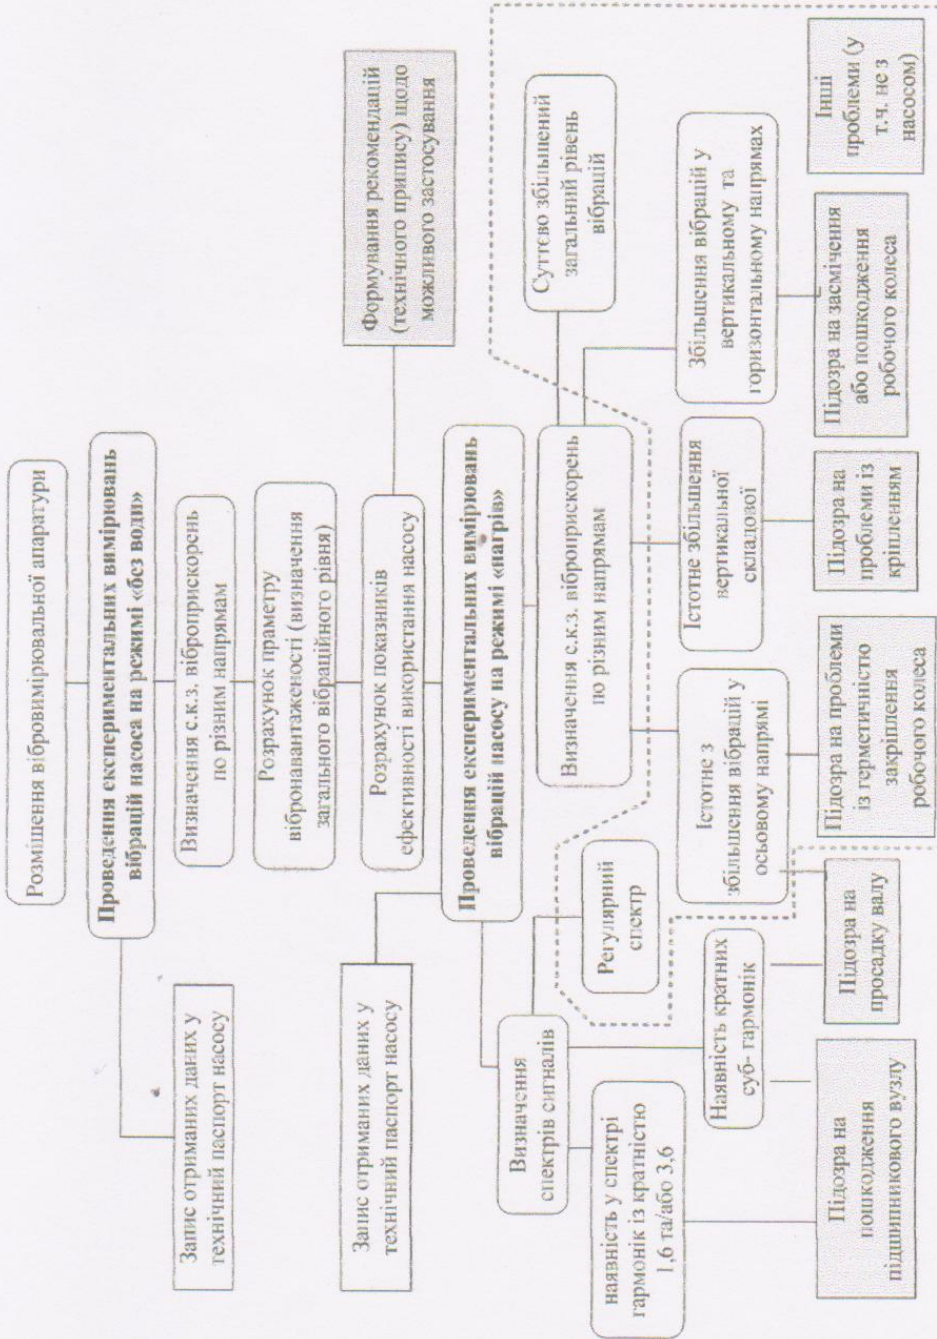 Розмішення вібровимірювальної апаратури
Проведення експериментальних вимірювань
вібрацій насоса на режимі «без води»
Запис отриманих даних у
технічний паспорт насосу
Визначення с.к.з. віброприскорень
по різним напрямам
Розрахунок праметру
вібронавантаженості (визначення
загального вібраційного рівня)
Розрахунок показників
ефективності використання насосу
Формування рекомендацій
(технічного припису) щодо
можливого застосування
Запис отриманих даних у
технічний паспорт насосу
Проведення експериментальних вимірювань
вібрацій насосу на режимі «нагрів»
Визначення
спектрів сигналів
Регулярний
спектр
Визначення с.к.з. віброприскорень
по різним напрямам
Суттєво збільшений
загальний рівень
вібрацій
наявність у спектрі
гармонік із кратністю
1,6 та/або 3,6
Наявність кратних
суб- гармонік
Істотне з
збільшення вібрацій у
осьовому напрямі
Істотне збільшення
вертикальної
складової
Збільшення вібрацій у
вертикальному та
горизонтальному напрямах
Підозра на
пошкодження
підшипникового вузлу
Підозра на
просадку валу
Підозра на проблеми
із герметичністю
закріплення
робочого колеса
Підозра на
проблеми із
кріпленням
Підозра на засмічення
або пошкодження
робочого колеса
Інші
проблеми (у
т.ч. не з
насосом)